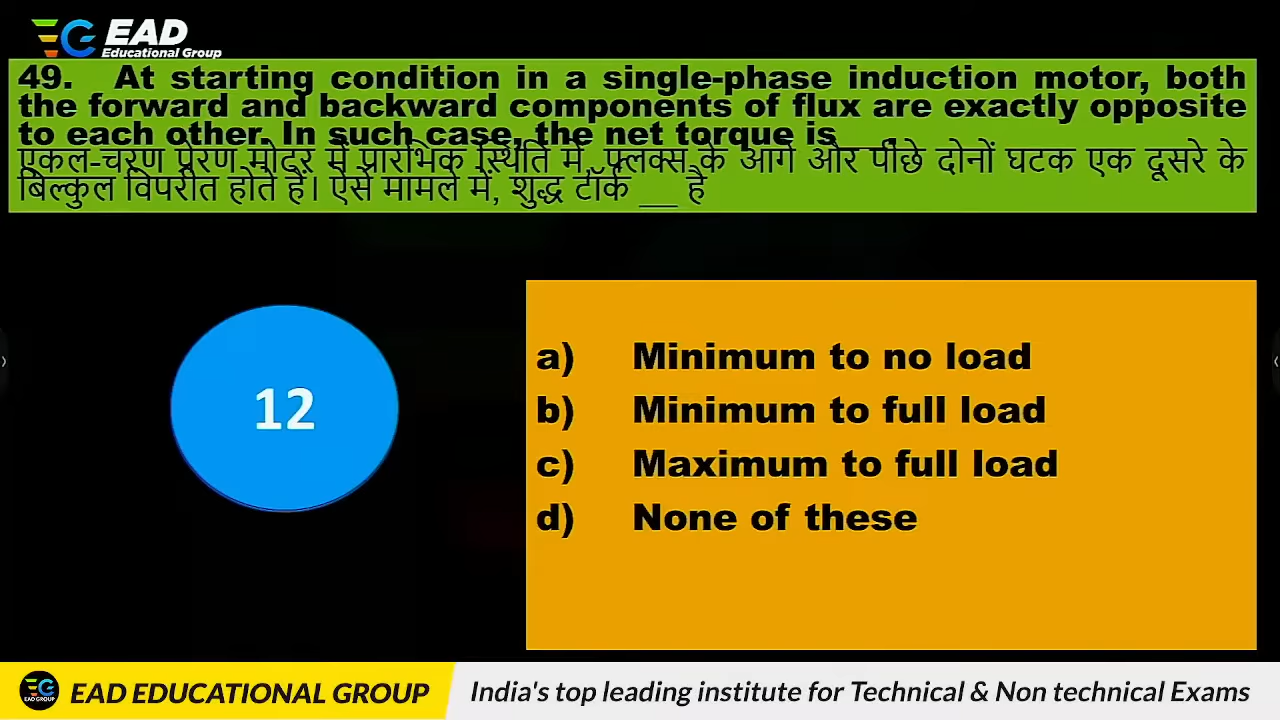 EAD
Educational Group
49. At starting condition in a single-phase induction motor, both
the forward and backward components of flux are exactly opposite
to each other. In such case, the net torque is ___.
एकल-चरण प्रेरण मोटर में प्रारंभिक स्थिति में, फ्लक्स के आगे और पीछे दोनों घटक एक दूसरे के
बिल्कुल विपरीत होते हैं। ऐसे मामले में, शुद्ध टॉर्क __ है
12
a) Minimum to no load
b) Minimum to full load
c) Maximum to full load
d) None of these
EAD GROUP
EAD EDUCATIONAL GROUP
India's top leading institute for Technical & Non technical Exams